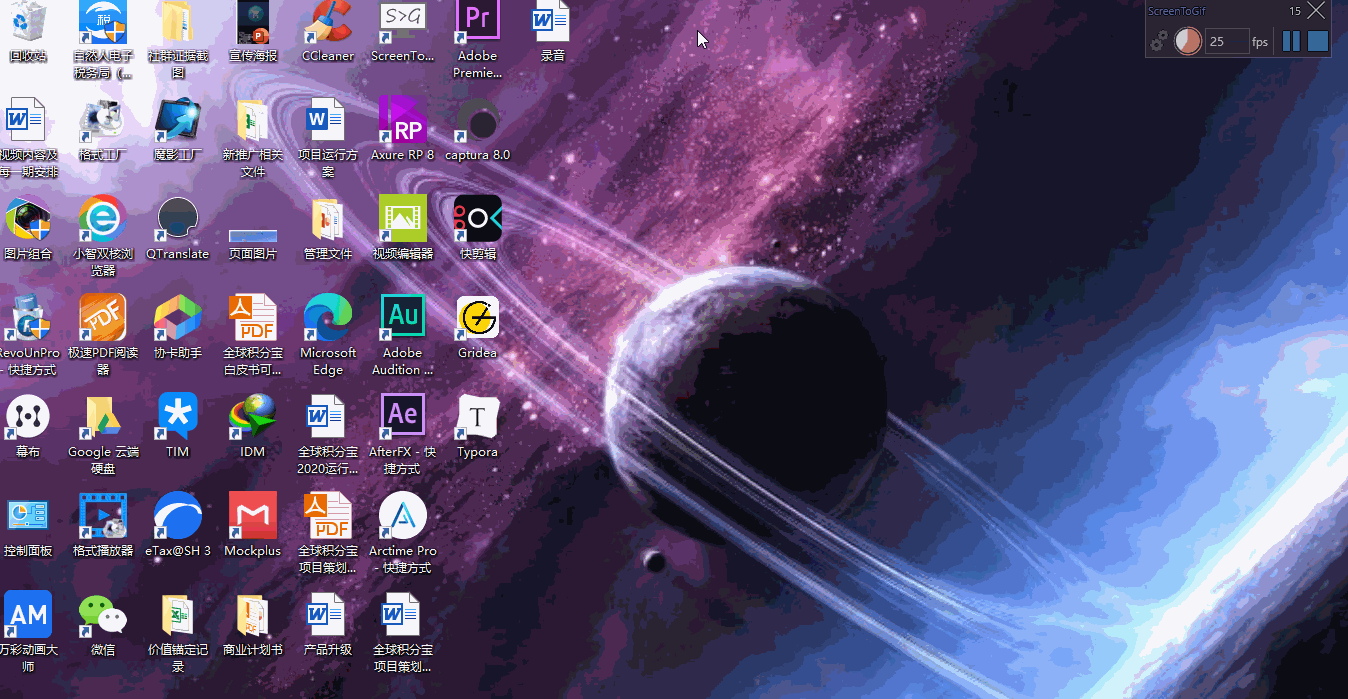 ScreenToGif 15
25 fps
回收站
自然人电子
税务局（...
社群证据截
图
宣传海报
CCleaner
S>G
ScreenTo...
Pr
Adobe
Premie...
录音
视频内容及
每一期安排
格式工厂
魔影工厂
新推广相关
文件
项目运行方
案
RP
Axure RP 8
captura 8.0
图片组合
小智双核浏
览器
QTranslate
页面图片
管理文件
视频编辑器
快剪辑
RevoUnPro
- 快捷方式
PDF
极速PDF阅读
器
协卡助手
PDF
全球积分宝
白皮书可...
Microsoft
Edge
Au
Adobe
Audition ...
Gridea
幕布
Google 云端
硬盘
TIM
IDM
全球积分宝
2020运行...
Ae
AfterFX - 快
捷方式
T
Typora
控制面板
格式播放器
eTax@SH 3
Mockplus
PDF
全球积分宝
项目策划...
Arctime Pro
- 快捷方式
AM
万彩动画大
师
微信
价值锚定记
录
商业计划书
产品升级
全球积分宝
项目策划...